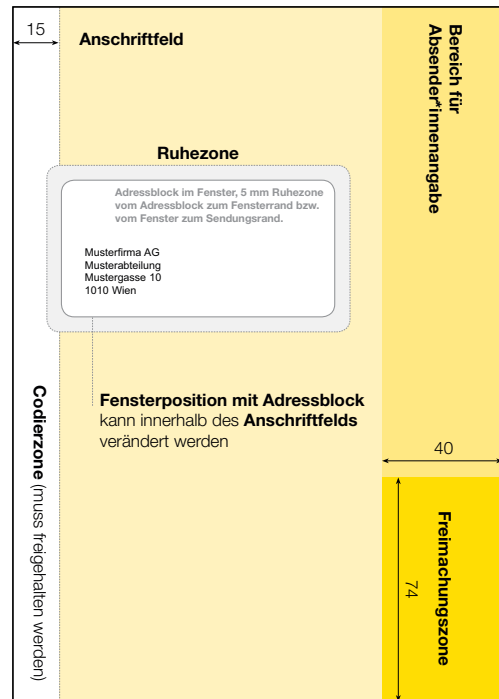 15
Anschriftfeld
Bereich für
Absender*innenangabe
Ruhezone
Adressblock im Fenster, 5 mm Ruhezone
vom Adressblock zum Fensterrand bzw.
vom Fenster zum Sendungsrand.
Musterfirma AG
Musterabteilung
Mustergasse 10
1010 Wien
Fensterposition mit Adressblock
kann innerhalb des Anschriftfelds
verändert werden
Codierzone (muss freigehalten werden)
40
74
Freimachungszone